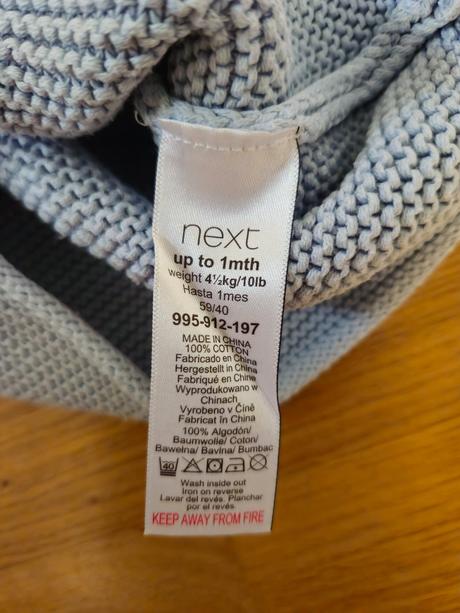 next
up to 1mth
weight 4½kg/10lb
Hasta 1mes
59/40
995-912-197
MADE IN CHINA
100% COTTON
Fabricado en China
Hergestellt in China
Fabriqué en Chine
Wyprodukowano w
Chinach
Vyrobeno v Číně
Fabricat în China
100% Algodón/
Baumwolle/ Coton/
Bawełna/ Bavlna/ Bumbac
40
Wash inside out
Iron on reverse
Lavar del revés. Planchar
por el revés.
KEEP AWAY FROM FIRE